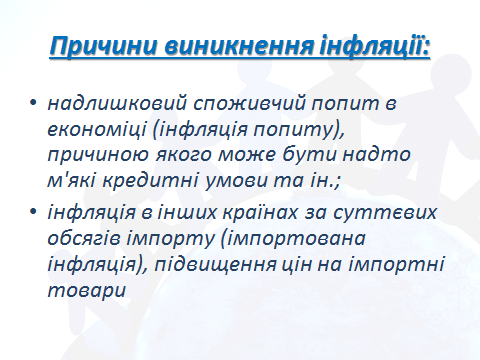 Причини виникнення інфляції:
• надлишковий споживчий попит в
економіці (інфляція попиту),
причиною якого може бути надто
м'які кредитні умови та ін.;
• інфляція в інших країнах за суттєвих
обсягів імпорту (імпортована
інфляція), підвищення цін на імпортні
товари